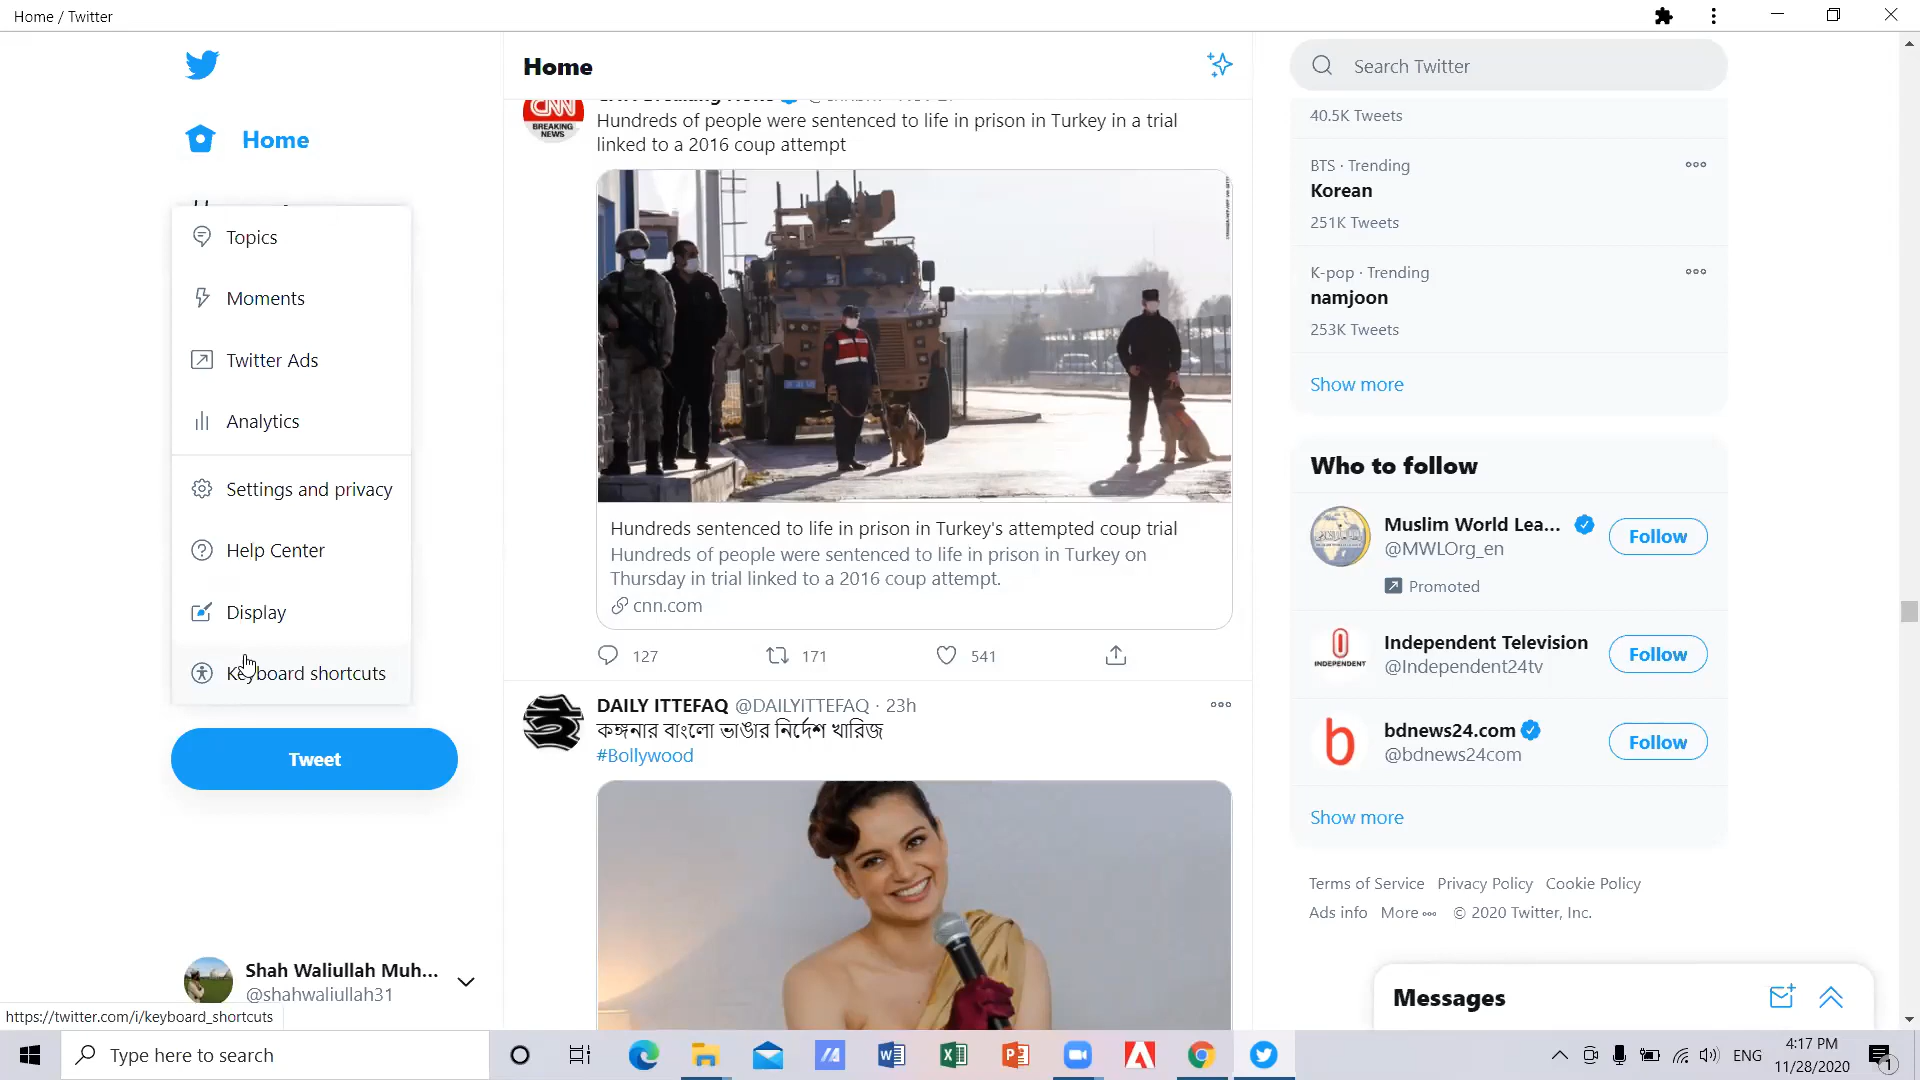 Home / Twitter
Home
Topics
Moments
Twitter Ads
Analytics
Settings and privacy
Help Center
Display
Keyboard shortcuts
Tweet
Shah Waliullah Muh...
@shahwaliullah31
https://twitter.com/i/keyboard_shortcuts
Home
CNN
BREAKING
NEWS
Hundreds of people were sentenced to life in prison in Turkey in a trial
linked to a 2016 coup attempt
Hundreds sentenced to life in prison in Turkey's attempted coup trial
Hundreds of people were sentenced to life in prison in Turkey on
Thursday in trial linked to a 2016 coup attempt.
cnn.com
127 171 541
DAILY ITTEFAQ @DAILYITTEFAQ · 23h
কঙ্গনার বাংলো ভাঙার নির্দেশ খারিজ
#Bollywood
Search Twitter
40.5K Tweets
BTS · Trending
Korean
251K Tweets
K-pop · Trending
namjoon
253K Tweets
Show more
Who to follow
Muslim World Lea...
@MWLOrg_en
Follow
Promoted
INDEPENDENT
Independent Television
@Independent24tv
Follow
b
bdnews24.com
@bdnews24com
Follow
Show more
Terms of Service Privacy Policy Cookie Policy
Ads info More © 2020 Twitter, Inc.
Messages
Type here to search
ENG
4:17 PM
11/28/2020
1